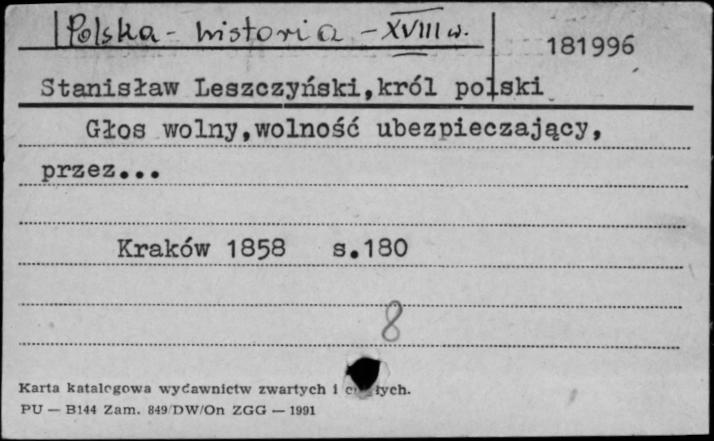 Polska - historia - XVIII w.
181996
Stanisław Leszczyński,król polski
Głos wolny,wolność ubezpieczający,
przez...
Kraków 1858 s.180
8
Karta katalogowa wydawnictw zwartych i ciągłych.
PU — B144 Zam. 849/DW/On ZGG — 1991